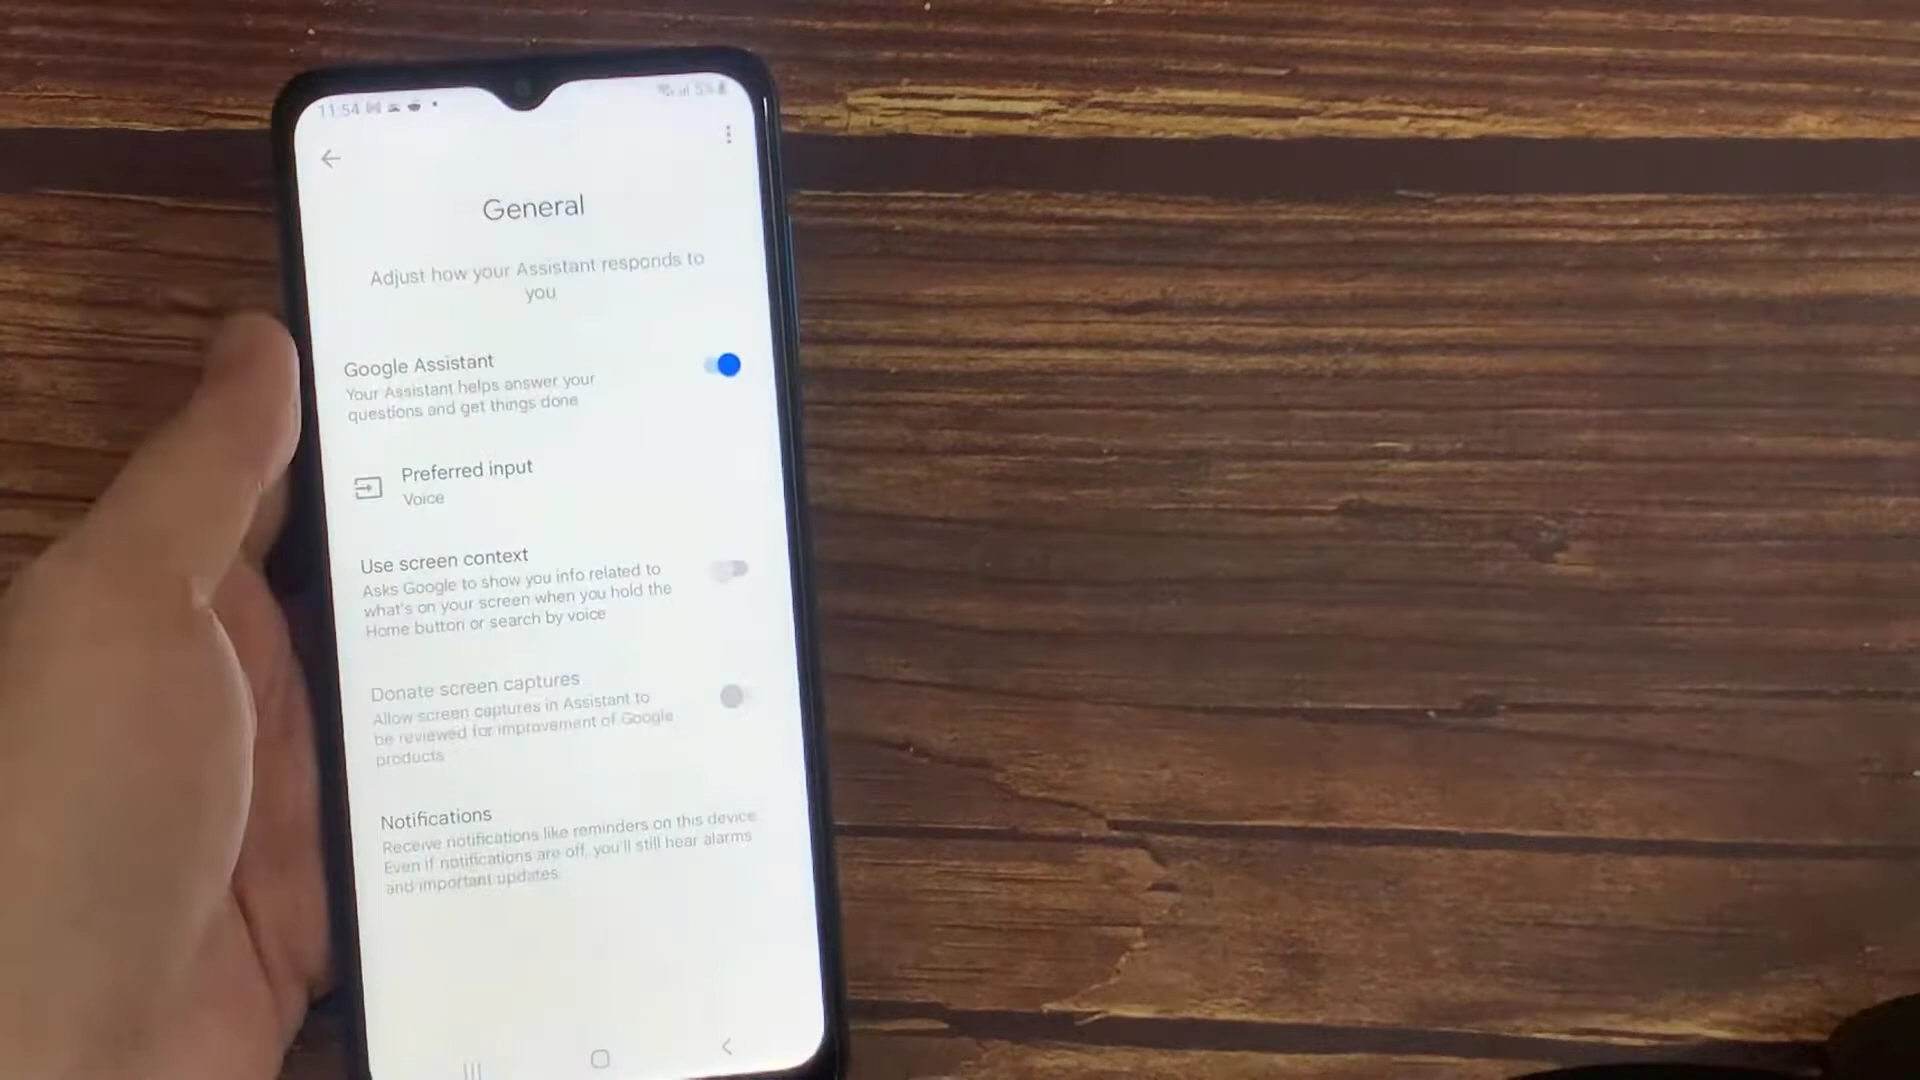 11:54
General
Adjust how your Assistant responds to
you
Google Assistant
Your Assistant helps answer your
questions and get things done
Preferred input
Voice
Use screen context
Asks Google to show you info related to
what's on your screen when you hold the
Home button or search by voice
Donate screen captures
Allow screen captures in Assistant to
be reviewed for improvement of Google
products
Notifications
Receive notifications like reminders on this device
Even if notifications are off, you'll still hear alarms
and important updates